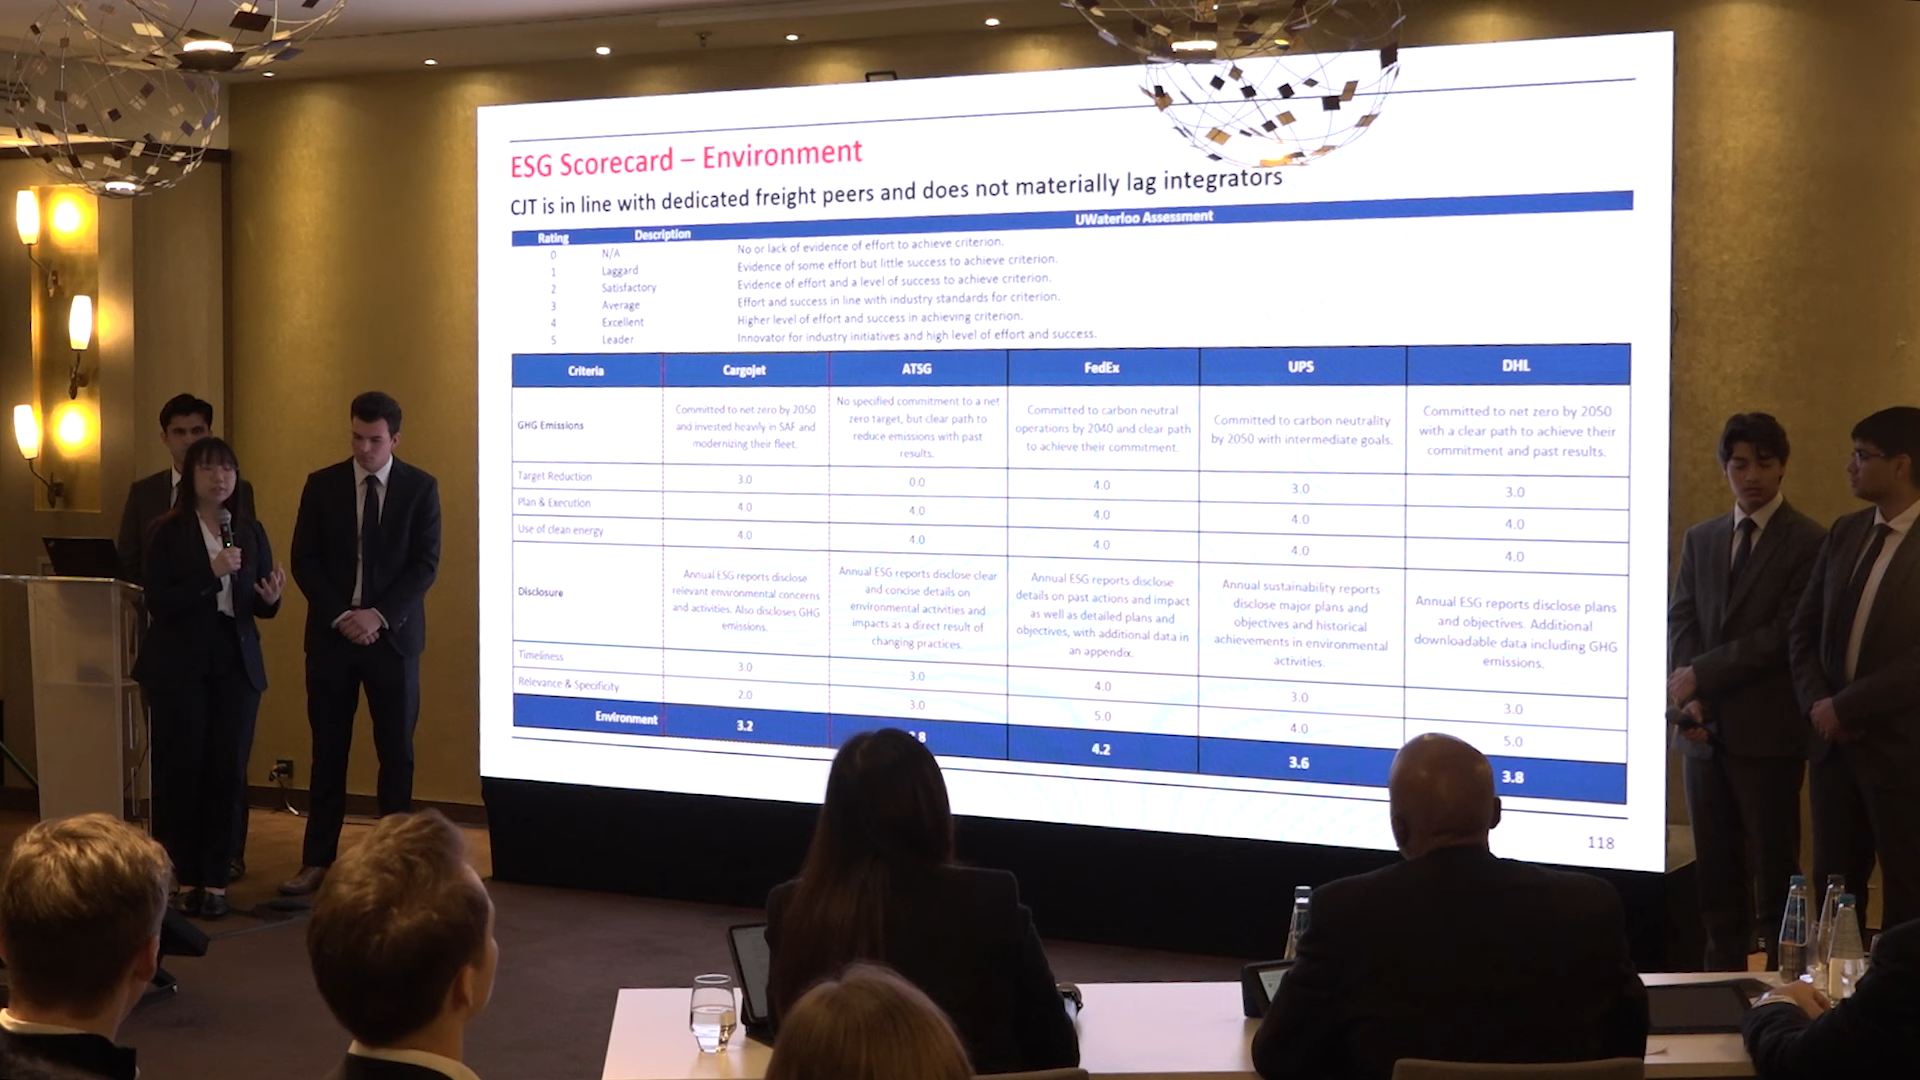 ESG Scorecard – Environment
CJT is in line with dedicated freight peers and does not materially lag integrators
UWaterloo Assessment
Rating Description
0 N/A No or lack of evidence of effort to achieve criterion.
1 Laggard Evidence of some effort but little success to achieve criterion.
2 Satisfactory Evidence of effort and a level of success to achieve criterion.
3 Average Effort and success in line with industry standards for criterion.
4 Excellent Higher level of effort and success in achieving criterion.
5 Leader Innovator for industry initiatives and high level of effort and success.
Criteria Cargojet ATSG FedEx UPS DHL
GHG Emissions
Committed to net zero by 2050
and invested heavily in SAF and
modernizing their fleet.
No specified commitment to a net
zero target, but clear path to
reduce emissions with past
results.
Committed to carbon neutral
operations by 2040 and clear path
to achieve their commitment.
Committed to carbon neutrality
by 2050 with intermediate goals.
Committed to net zero by 2050
with a clear path to achieve their
commitment and past results.
Target Reduction 3.0 0.0 4.0 3.0 3.0
Plan & Execution 4.0 4.0 4.0 4.0 4.0
Use of clean energy 4.0 4.0 4.0 4.0 4.0
Disclosure
Annual ESG reports disclose
relevant environmental concerns
and activities. Also discloses GHG
emissions.
Annual ESG reports disclose clear
and concise details on
environmental activities and
impacts as a direct result of
changing practices.
Annual ESG reports disclose
details on past actions and impact
as well as detailed plans and
objectives, with additional data in
an appendix.
Annual sustainability reports
disclose major plans and
objectives and historical
achievements in environmental
activities.
Annual ESG reports disclose plans
and objectives. Additional
downloadable data including GHG
emissions.
Timeliness 3.0 3.0 4.0 3.0 3.0
Relevance & Specificity 2.0 3.0 5.0 4.0 5.0
Environment 3.2 8 4.2 3.6 3.8
118